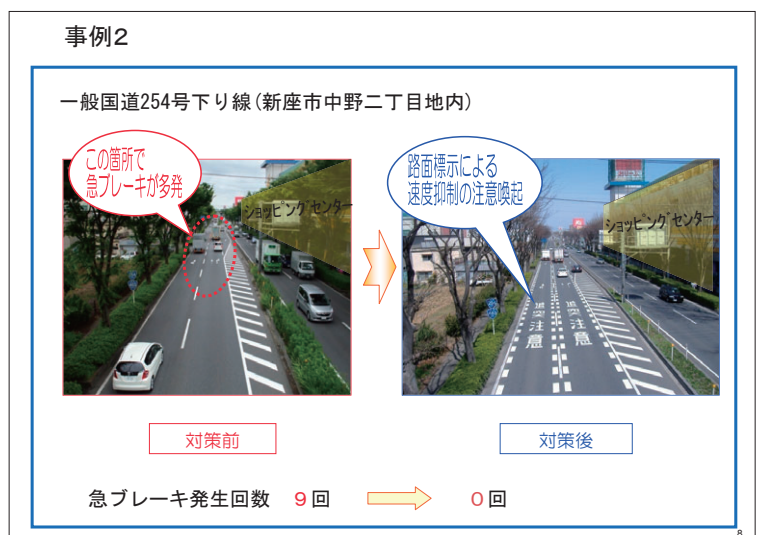 事例2
一般国道254号下り線(新座市中野二丁目地内)
この箇所で
急ブレーキが多発
ショッピングセンター
路面標示による
速度抑制の注意喚起
ショッピングセンター
追突 追突
注意 注意
対策前
対策後
急ブレーキ発生回数 9回 0回
8